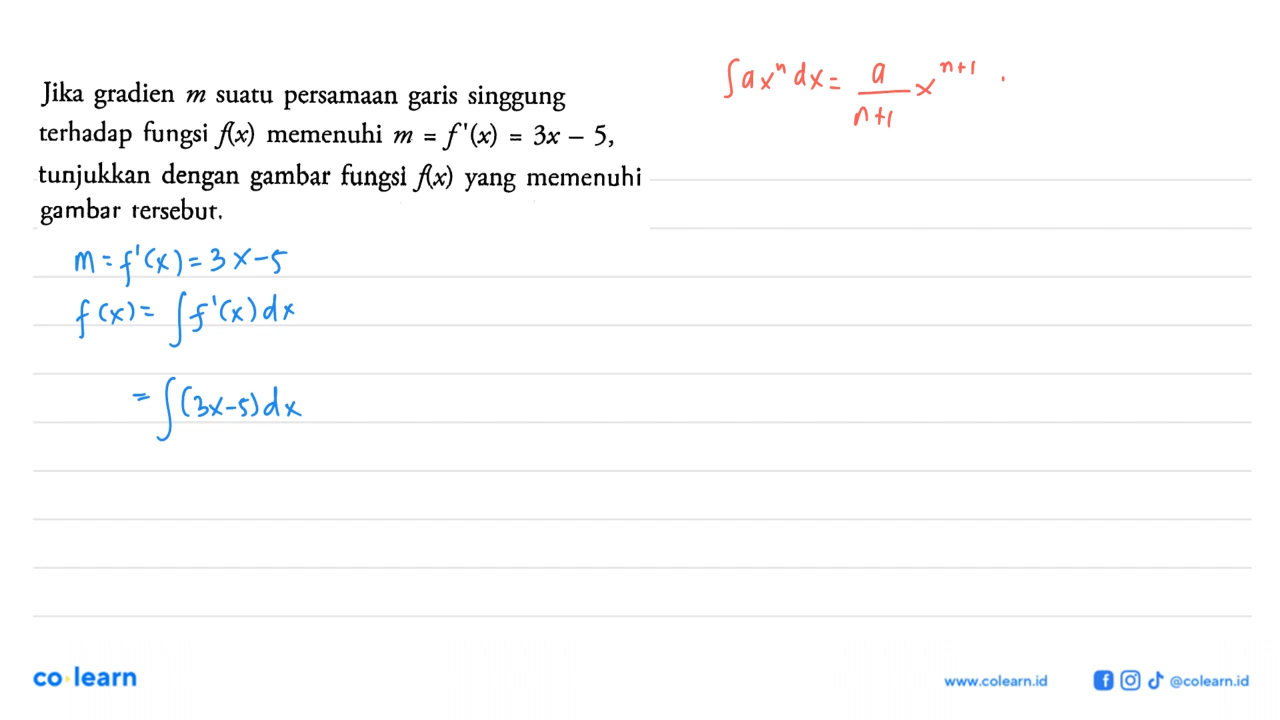 Jika gradien m suatu persamaan garis singgung
terhadap fungsi f(x) memenuhi m = f'(x) = 3x – 5,
tunjukkan dengan gambar fungsi f(x) yang memenuhi
gambar tersebut.
∫ax^n dx = a/(n+1) x^(n+1) .
m = f'(x) = 3x-5
f(x) = ∫f'(x)dx
= ∫(3x-5)dx
co·learn
www.colearn.id
@colearn.id